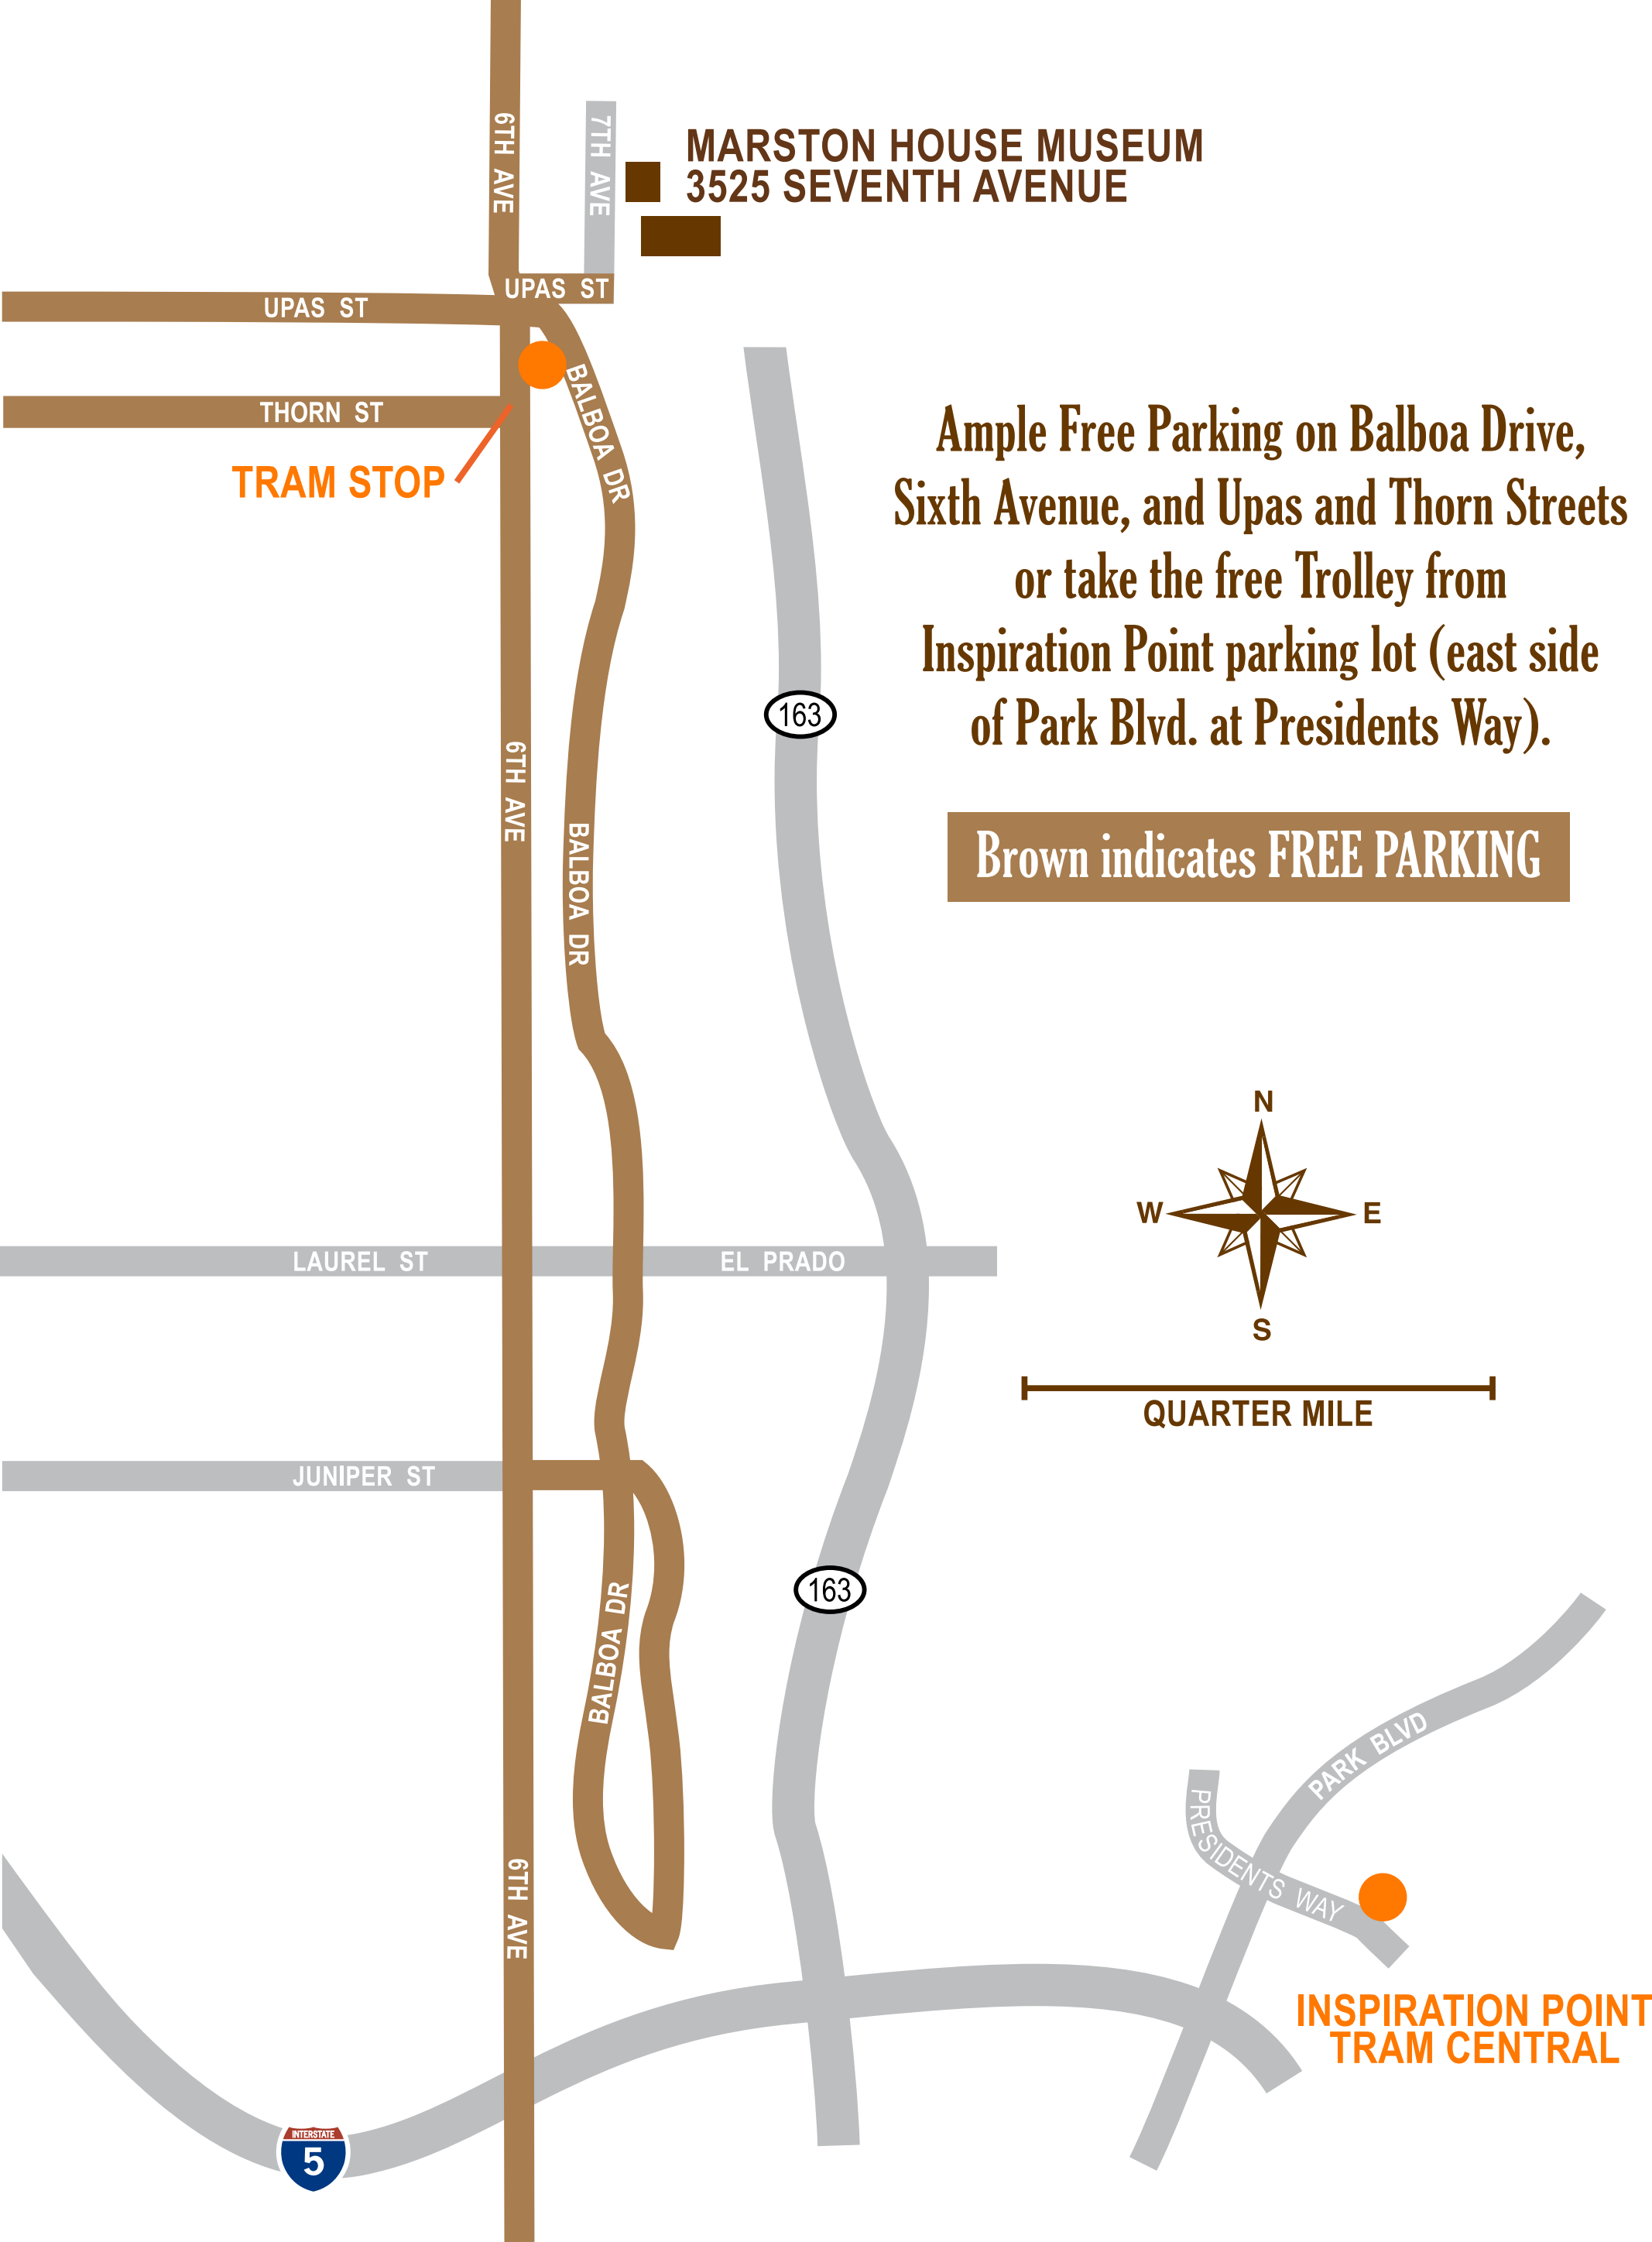 6TH AVE
7TH AVE
MARSTON HOUSE MUSEUM
3525 SEVENTH AVENUE
UPAS ST
UPAS ST
THORN ST
TRAM STOP
BALBOA DR
Ample Free Parking on Balboa Drive,
Sixth Avenue, and Upas and Thorn Streets
or take the free Trolley from
Inspiration Point parking lot (east side
of Park Blvd. at Presidents Way).
163
6TH AVE
BALBOA DR
Brown indicates FREE PARKING
N
W
E
S
LAUREL ST
EL PRADO
QUARTER MILE
JUNIPER ST
163
BALBOA DR
PARK BLVD
PRESIDENTS WAY
6TH AVE
INSPIRATION POINT
TRAM CENTRAL
INTERSTATE
5